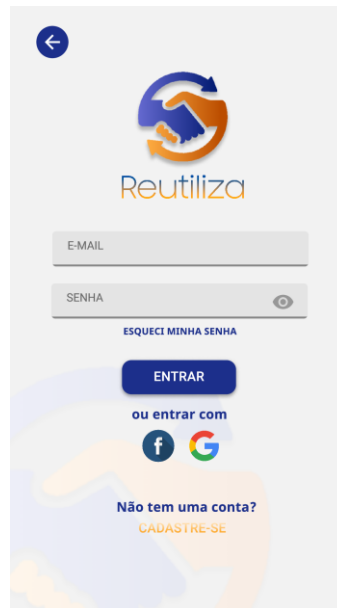 Reutiliza
E-MAIL
SENHA
ESQUECI MINHA SENHA
ENTRAR
ou entrar com
f G
Não tem uma conta?
CADASTRE-SE